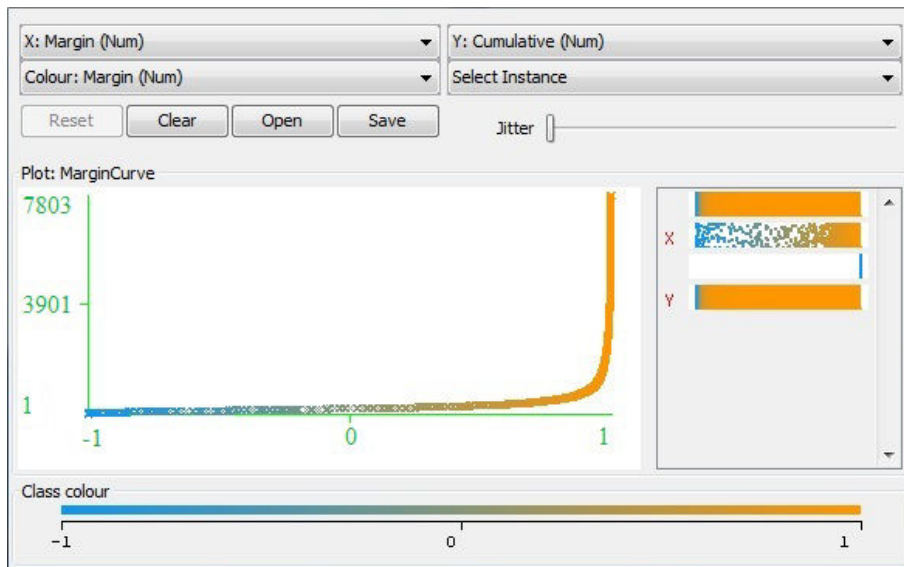 X: Margin (Num) Y: Cumulative (Num)
Colour: Margin (Num) Select Instance
Reset Clear Open Save Jitter
Plot: MarginCurve
7803
3901
1
-1 0 1
X
Y
Class colour
-1 0 1